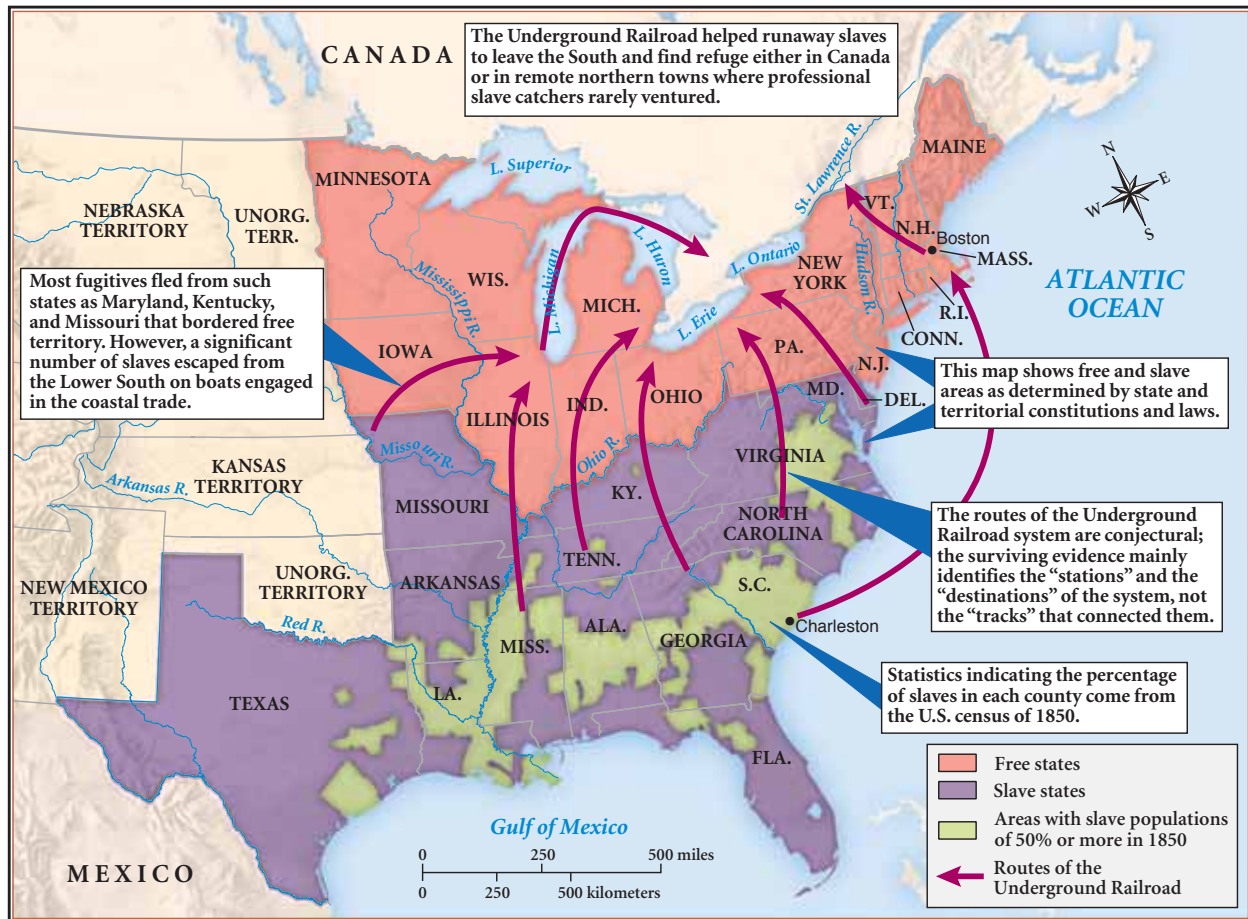 CANADA
The Underground Railroad helped runaway slaves
to leave the South and find refuge either in Canada
or in remote northern towns where professional
slave catchers rarely ventured.
MAINE
L. Superior
MINNESOTA
St. Lawrence R.
N
E
W
S
NEBRASKA
TERRITORY
UNORG.
TERR.
VT.
N.H.
Boston
MASS.
L. Huron
L. Ontario
NEW
YORK
Hudson R.
ATLANTIC
OCEAN
Most fugitives fled from such
states as Maryland, Kentucky,
and Missouri that bordered free
territory. However, a significant
number of slaves escaped from
the Lower South on boats engaged
in the coastal trade.
Mississippi R.
WIS.
L. Michigan
MICH.
R.I.
CONN.
L. Erie
IOWA
PA.
N.J.
This map shows free and slave
areas as determined by state and
territorial constitutions and laws.
MD.
DEL.
ILLINOIS
IND.
OHIO
Missouri R.
Ohio R.
VIRGINIA
KANSAS
TERRITORY
Arkansas R.
MISSOURI
KY.
NORTH
CAROLINA
The routes of the Underground
Railroad system are conjectural;
the surviving evidence mainly
identifies the “stations” and the
“destinations” of the system, not
the “tracks” that connected them.
TENN.
NEW MEXICO
TERRITORY
UNORG.
TERRITORY
ARKANSAS
S.C.
Charleston
Red R.
MISS.
ALA.
GEORGIA
Statistics indicating the percentage
of slaves in each county come from
the U.S. census of 1850.
TEXAS
LA.
FLA.
Free states
Slave states
Areas with slave populations
of 50% or more in 1850
Routes of the
Underground Railroad
Gulf of Mexico
0 250 500 miles
0 250 500 kilometers
MEXICO